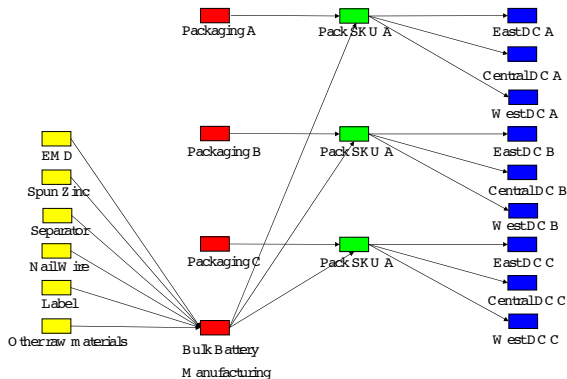 Packaging A
Pack SKU A
East DC A
Central DC A
West DC A
Packaging B
Pack SKU A
East DC B
Central DC B
West DC B
Packaging C
Pack SKU A
East DC C
Central DC C
West DC C
EMD
Spun Zinc
Separator
Nail Wire
Label
Other raw materials
Bulk Battery
Manufacturing